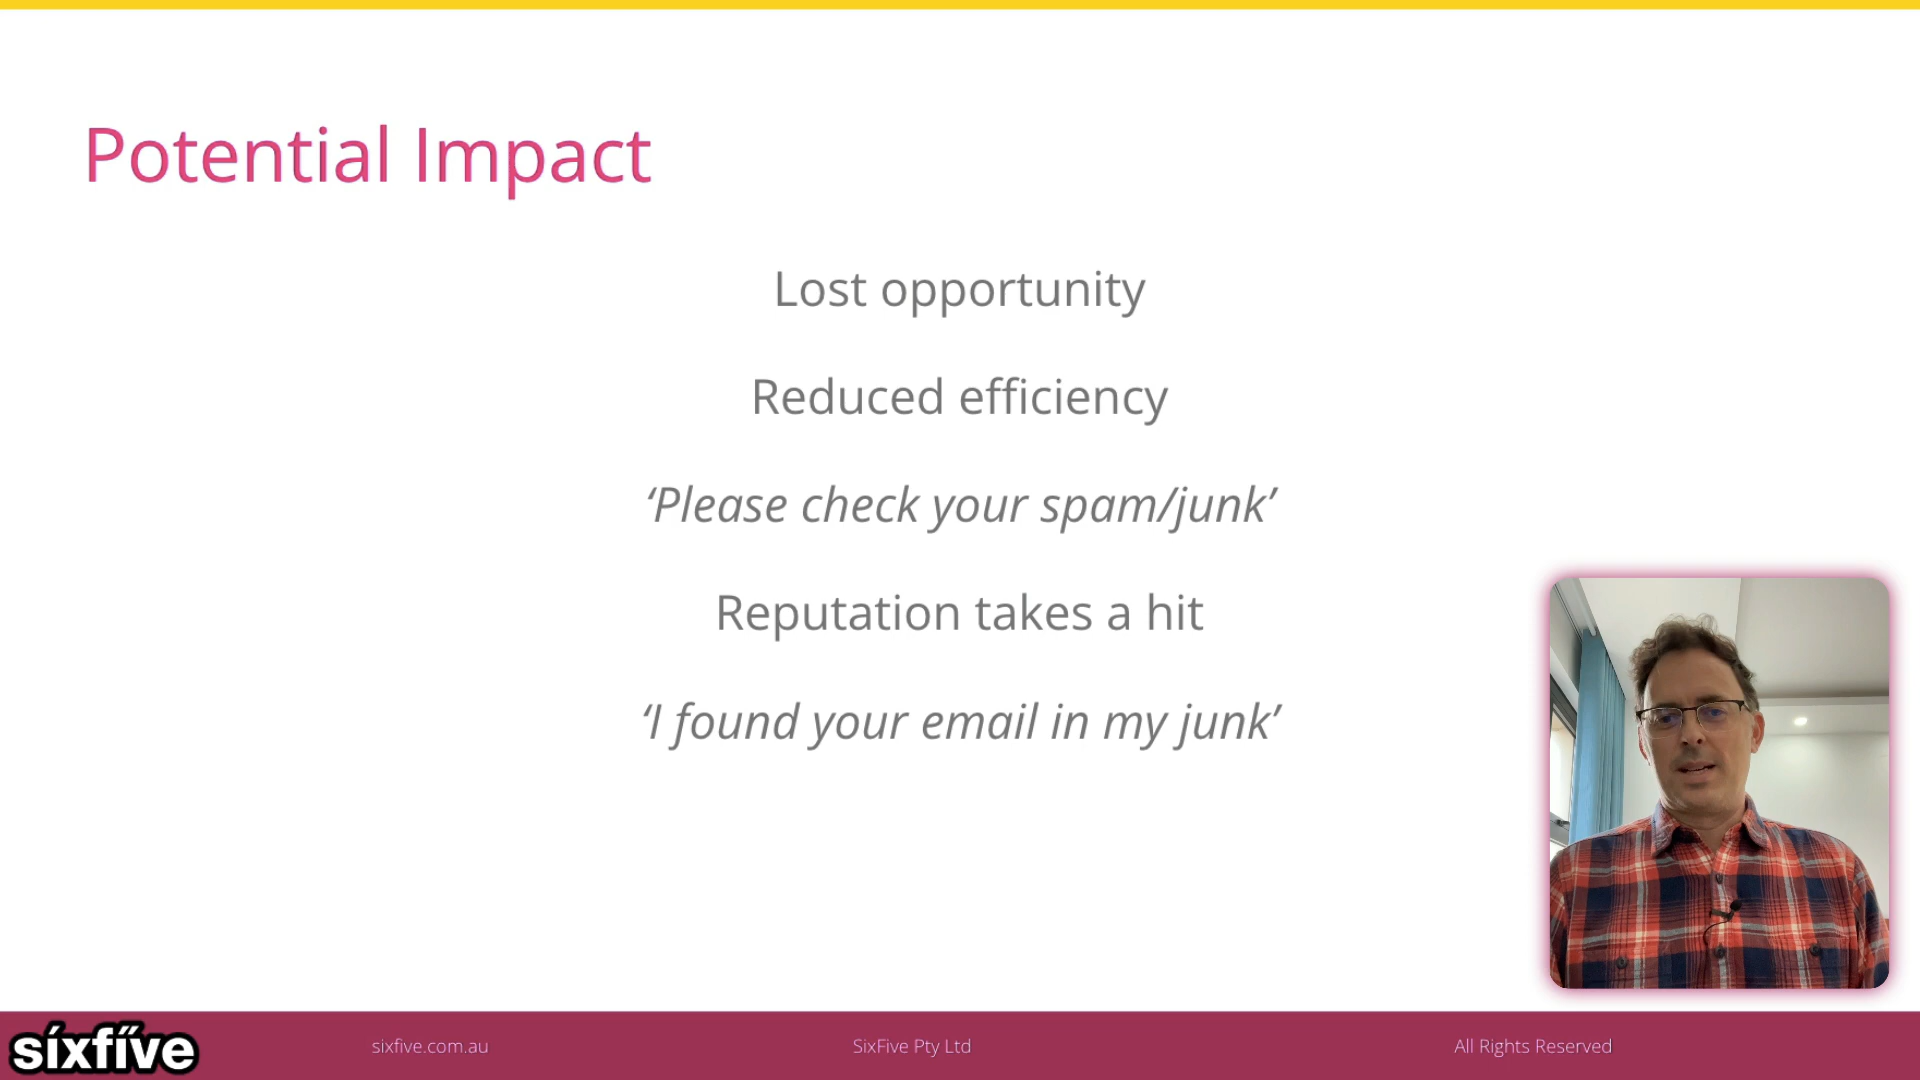 Potential Impact
Lost opportunity
Reduced efficiency
‘Please check your spam/junk’
Reputation takes a hit
‘I found your email in my junk’
síxfíve
sixfive.com.au
SixFive Pty Ltd
All Rights Reserved